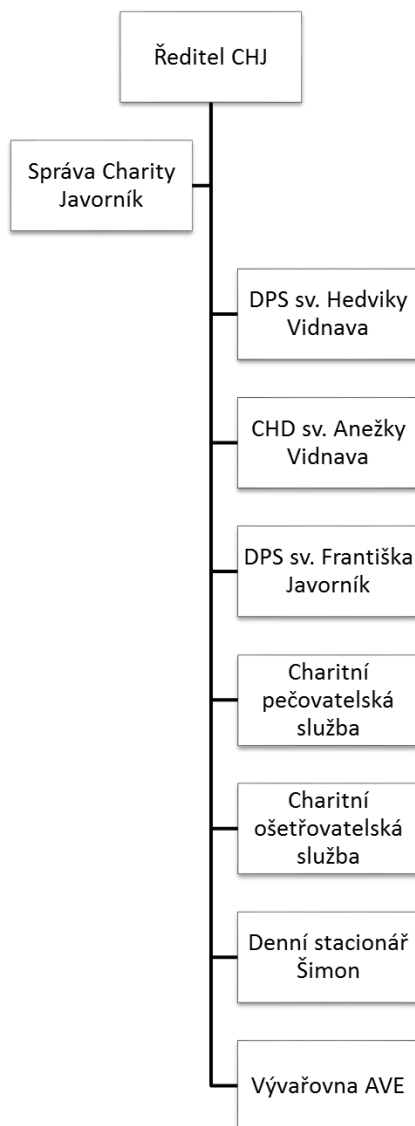 Ředitel CHJ
Správa Charity
Javorník
DPS sv. Hedviky
Vidnava
CHD sv. Anežky
Vidnava
DPS sv. Františka
Javorník
Charitní
pečovatelská
služba
Charitní
ošetřovatelská
služba
Denní stacionář
Šimon
Vývařovna AVE